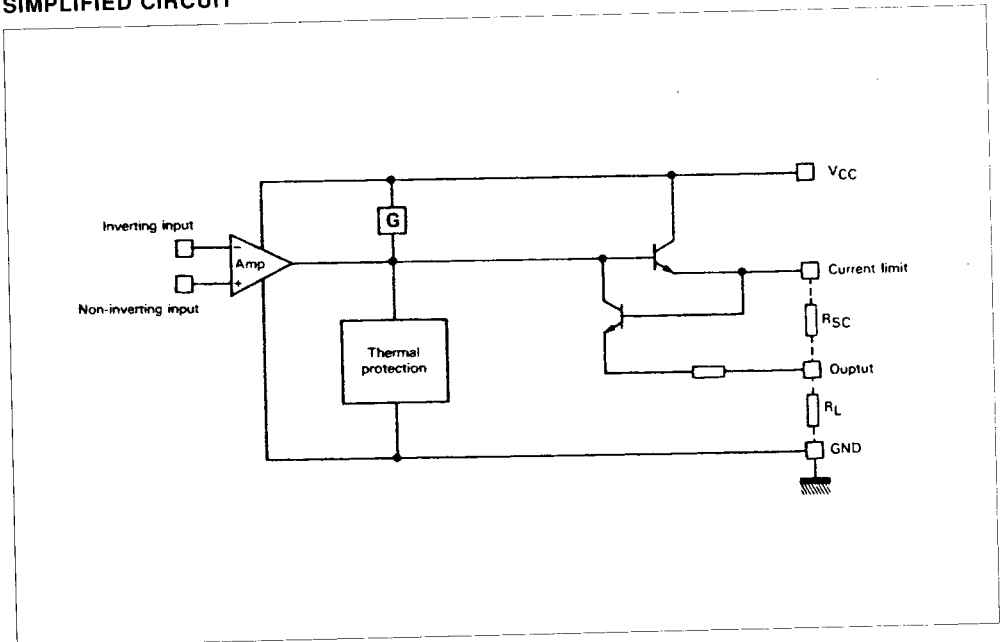 SIMPLIFIED CIRCUIT
VCC
G
Inverting input
−
Amp
+
Non-inverting input
Current limit
RSC
Thermal
protection
Ouptut
RL
GND